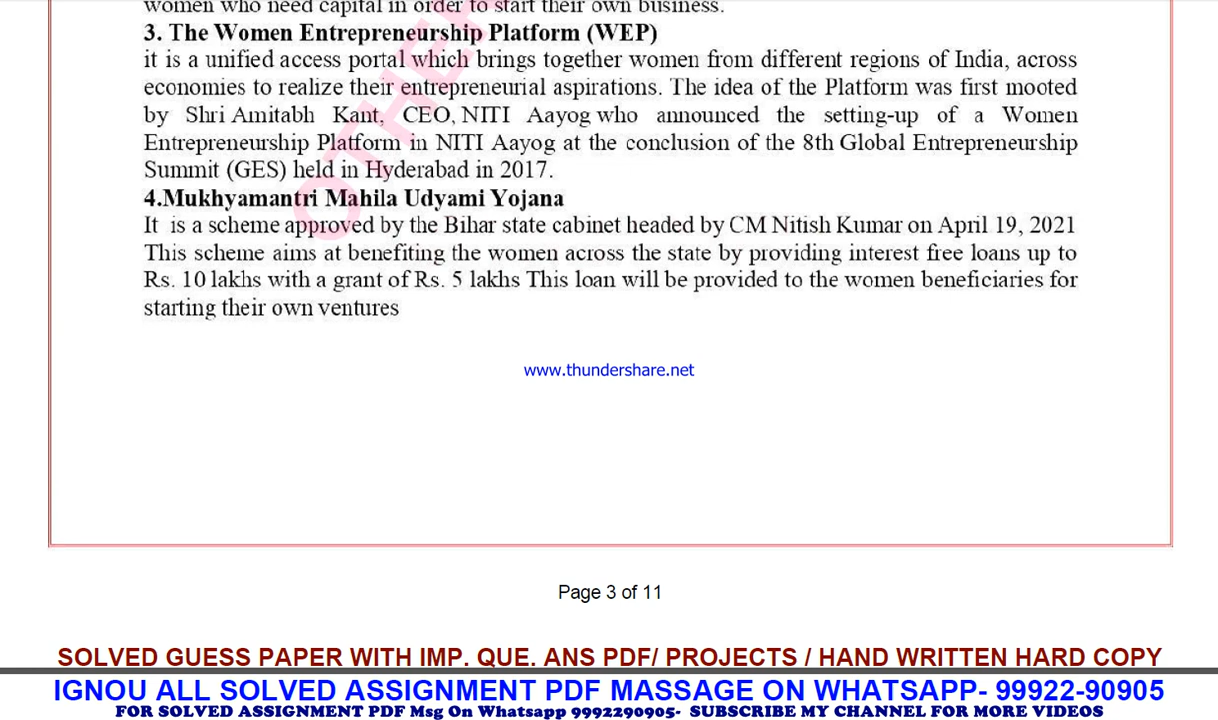 women who need capital in order to start their own business.
3. The Women Entrepreneurship Platform (WEP)
it is a unified access portal which brings together women from different regions of India, across
economies to realize their entrepreneurial aspirations. The idea of the Platform was first mooted
by Shri Amitabh Kant, CEO, NITI Aayog who announced the setting-up of a Women
Entrepreneurship Platform in NITI Aayog at the conclusion of the 8th Global Entrepreneurship
Summit (GES) held in Hyderabad in 2017.
4.Mukhyamantri Mahila Udyami Yojana
It is a scheme approved by the Bihar state cabinet headed by CM Nitish Kumar on April 19, 2021
This scheme aims at benefiting the women across the state by providing interest free loans up to
Rs. 10 lakhs with a grant of Rs. 5 lakhs This loan will be provided to the women beneficiaries for
starting their own ventures
OTHER
www.thundershare.net
Page 3 of 11
SOLVED GUESS PAPER WITH IMP. QUE. ANS PDF/ PROJECTS / HAND WRITTEN HARD COPY
IGNOU ALL SOLVED ASSIGNMENT PDF MASSAGE ON WHATSAPP- 99922-90905
FOR SOLVED ASSIGNMENT PDF Msg On Whatsapp 9992290905- SUBSCRIBE MY CHANNEL FOR MORE VIDEOS